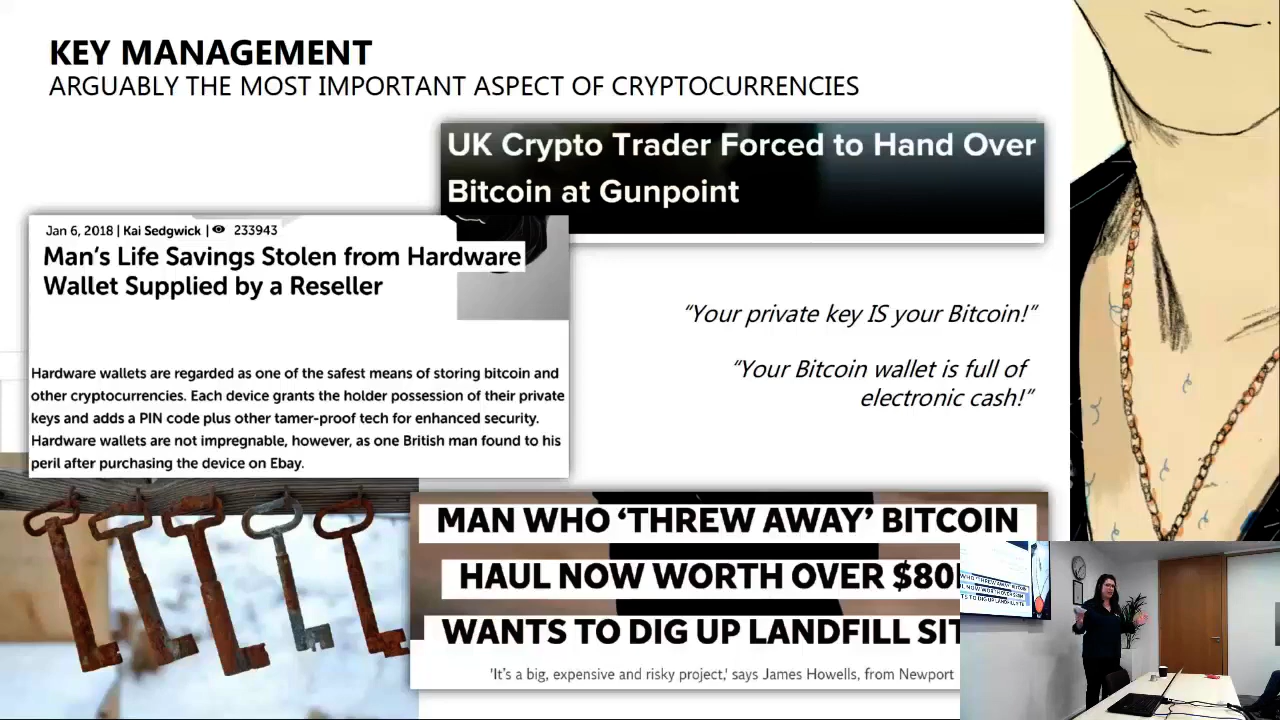 KEY MANAGEMENT
ARGUABLY THE MOST IMPORTANT ASPECT OF CRYPTOCURRENCIES
UK Crypto Trader Forced to Hand Over
Bitcoin at Gunpoint
Jan 6, 2018 | Kai Sedgwick | 233943
Man's Life Savings Stolen from Hardware
Wallet Supplied by a Reseller
Hardware wallets are regarded as one of the safest means of storing bitcoin and
other cryptocurrencies. Each device grants the holder possession of their private
keys and adds a PIN code plus other tamer-proof tech for enhanced security.
Hardware wallets are not impregnable, however, as one British man found to his
peril after purchasing the device on Ebay.
“Your private key IS your Bitcoin!”
“Your Bitcoin wallet is full of
electronic cash!”
MAN WHO ‘THREW AWAY’ BITCOIN
HAUL NOW WORTH OVER $80
WANTS TO DIG UP LANDFILL SIT
'It's a big, expensive and risky project,' says James Howells, from Newport
WHO 'THREW AWAY' BITCOIN